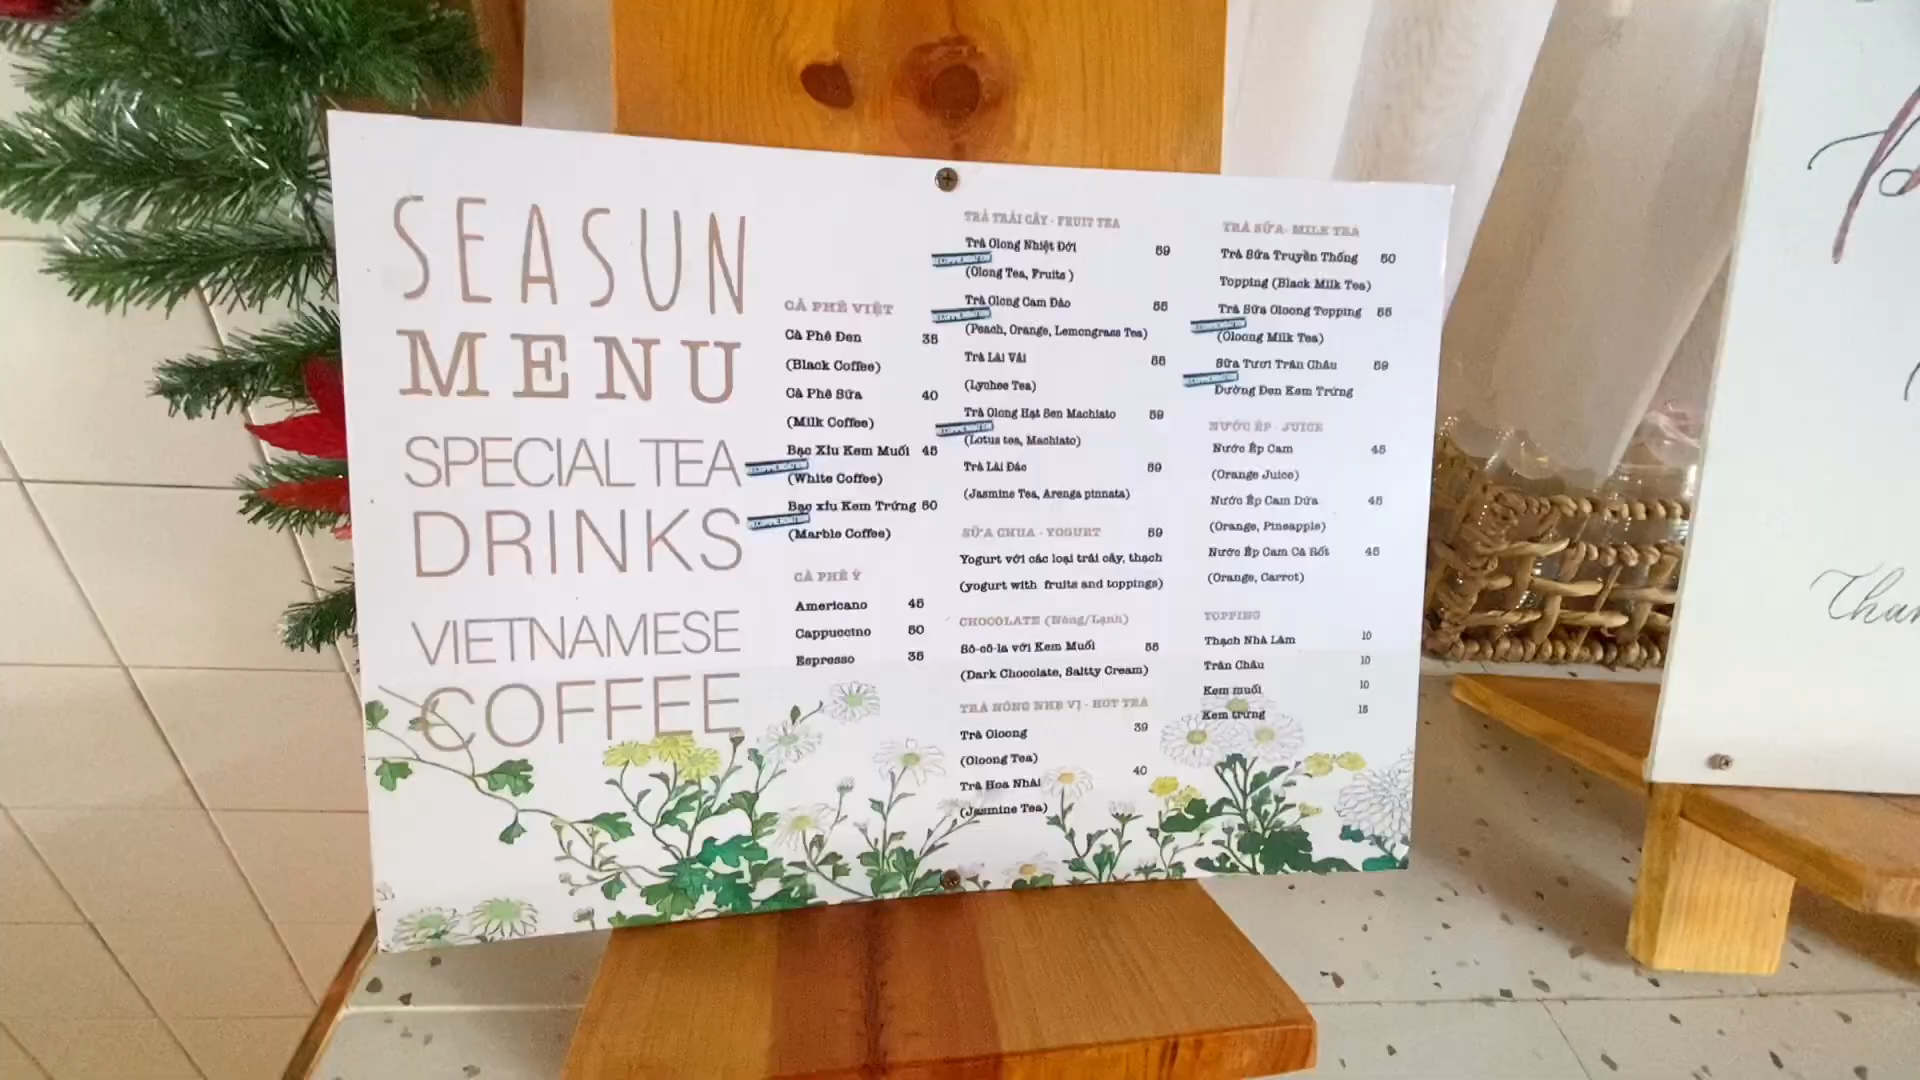 SEASUN
MENU
SPECIAL TEA
DRINKS
VIETNAMESE
COFFEE
CÀ PHÊ VIỆT
Cà Phê Đen 35
(Black Coffee)
Cà Phê Sữa 40
(Milk Coffee)
Bạc Xỉu Kem Muối 45
RECOMMENDATION
(White Coffee)
Bạc xỉu Kem Trứng 50
RECOMMENDATION
(Marble Coffee)
CÀ PHÊ Ý
Americano 45
Cappuccino 50
Espresso 35
TRÀ TRÁI CÂY - FRUIT TEA
Trà Olong Nhiệt Đới 59
RECOMMENDATION
(Olong Tea, Fruits )
Trà Olong Cam Đào 55
RECOMMENDATION
(Peach, Orange, Lemongrass Tea)
Trà Lài Vải 55
(Lychee Tea)
Trà Olong Hạt Sen Machiato 59
RECOMMENDATION
(Lotus tea, Machiato)
Trà Lài Đác 59
(Jasmine Tea, Arenga pinnata)
SỮA CHUA - YOGURT 59
Yogurt với các loại trái cây, thạch
(yogurt with fruits and toppings)
CHOCOLATE (Nóng/Lạnh)
Sô-cô-la với Kem Muối 55
(Dark Chocolate, Saltty Cream)
TRÀ NÓNG NHẸ VỊ - HOT TEA
Trà Oloong 39
(Oloong Tea)
Trà Hoa Nhài 40
(Jasmine Tea)
TRÀ SỮA- MILK TEA
Trà Sữa Truyền Thống 50
Topping (Black Milk Tea)
Trà Sữa Oloong Topping 55
RECOMMENDATION
(Oloong Milk Tea)
Sữa Tươi Trân Châu 59
RECOMMENDATION
Đường Đen Kem Trứng
NƯỚC ÉP - JUICE
Nước Ép Cam 45
(Orange Juice)
Nước Ép Cam Dứa 45
(Orange, Pineapple)
Nước Ép Cam Cà Rốt 45
(Orange, Carrot)
TOPPING
Thạch Nhà Làm 10
Trân Châu 10
Kem muối 10
Kem trứng 15